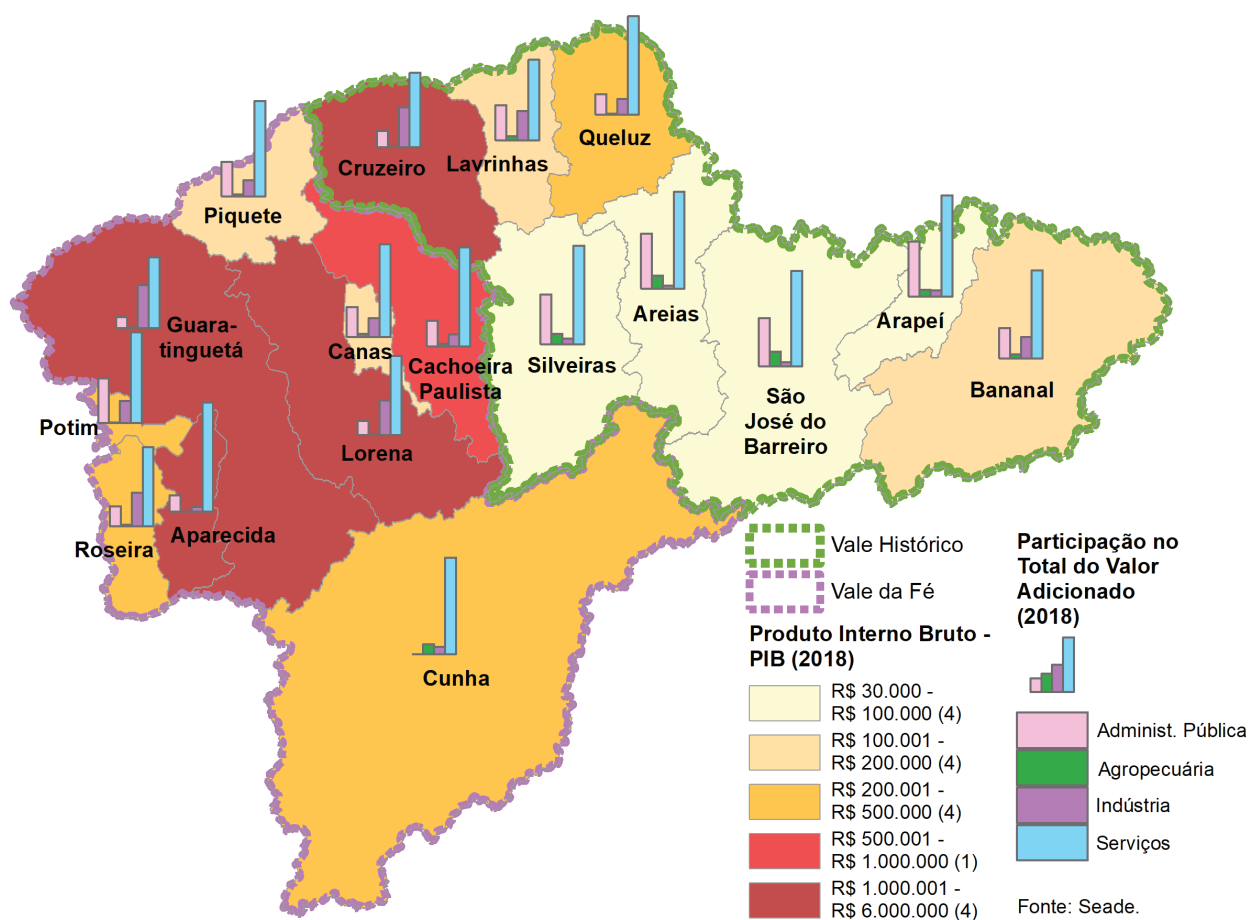 Queluz
Cruzeiro
Lavrinhas
Piquete
Guara-
tinguetá
Canas
Cachoeira
Paulista
Silveiras
Areias
Arapeí
São
José do
Barreiro
Bananal
Potim
Lorena
Roseira
Aparecida
Cunha
Vale Histórico
Vale da Fé
Produto Interno Bruto -
PIB (2018)
R$ 30.000 -
R$ 100.000 (4)
R$ 100.001 -
R$ 200.000 (4)
R$ 200.001 -
R$ 500.000 (4)
R$ 500.001 -
R$ 1.000.000 (1)
R$ 1.000.001 -
R$ 6.000.000 (4)
Participação no
Total do Valor
Adicionado
(2018)
Administ. Pública
Agropecuária
Indústria
Serviços
Fonte: Seade.